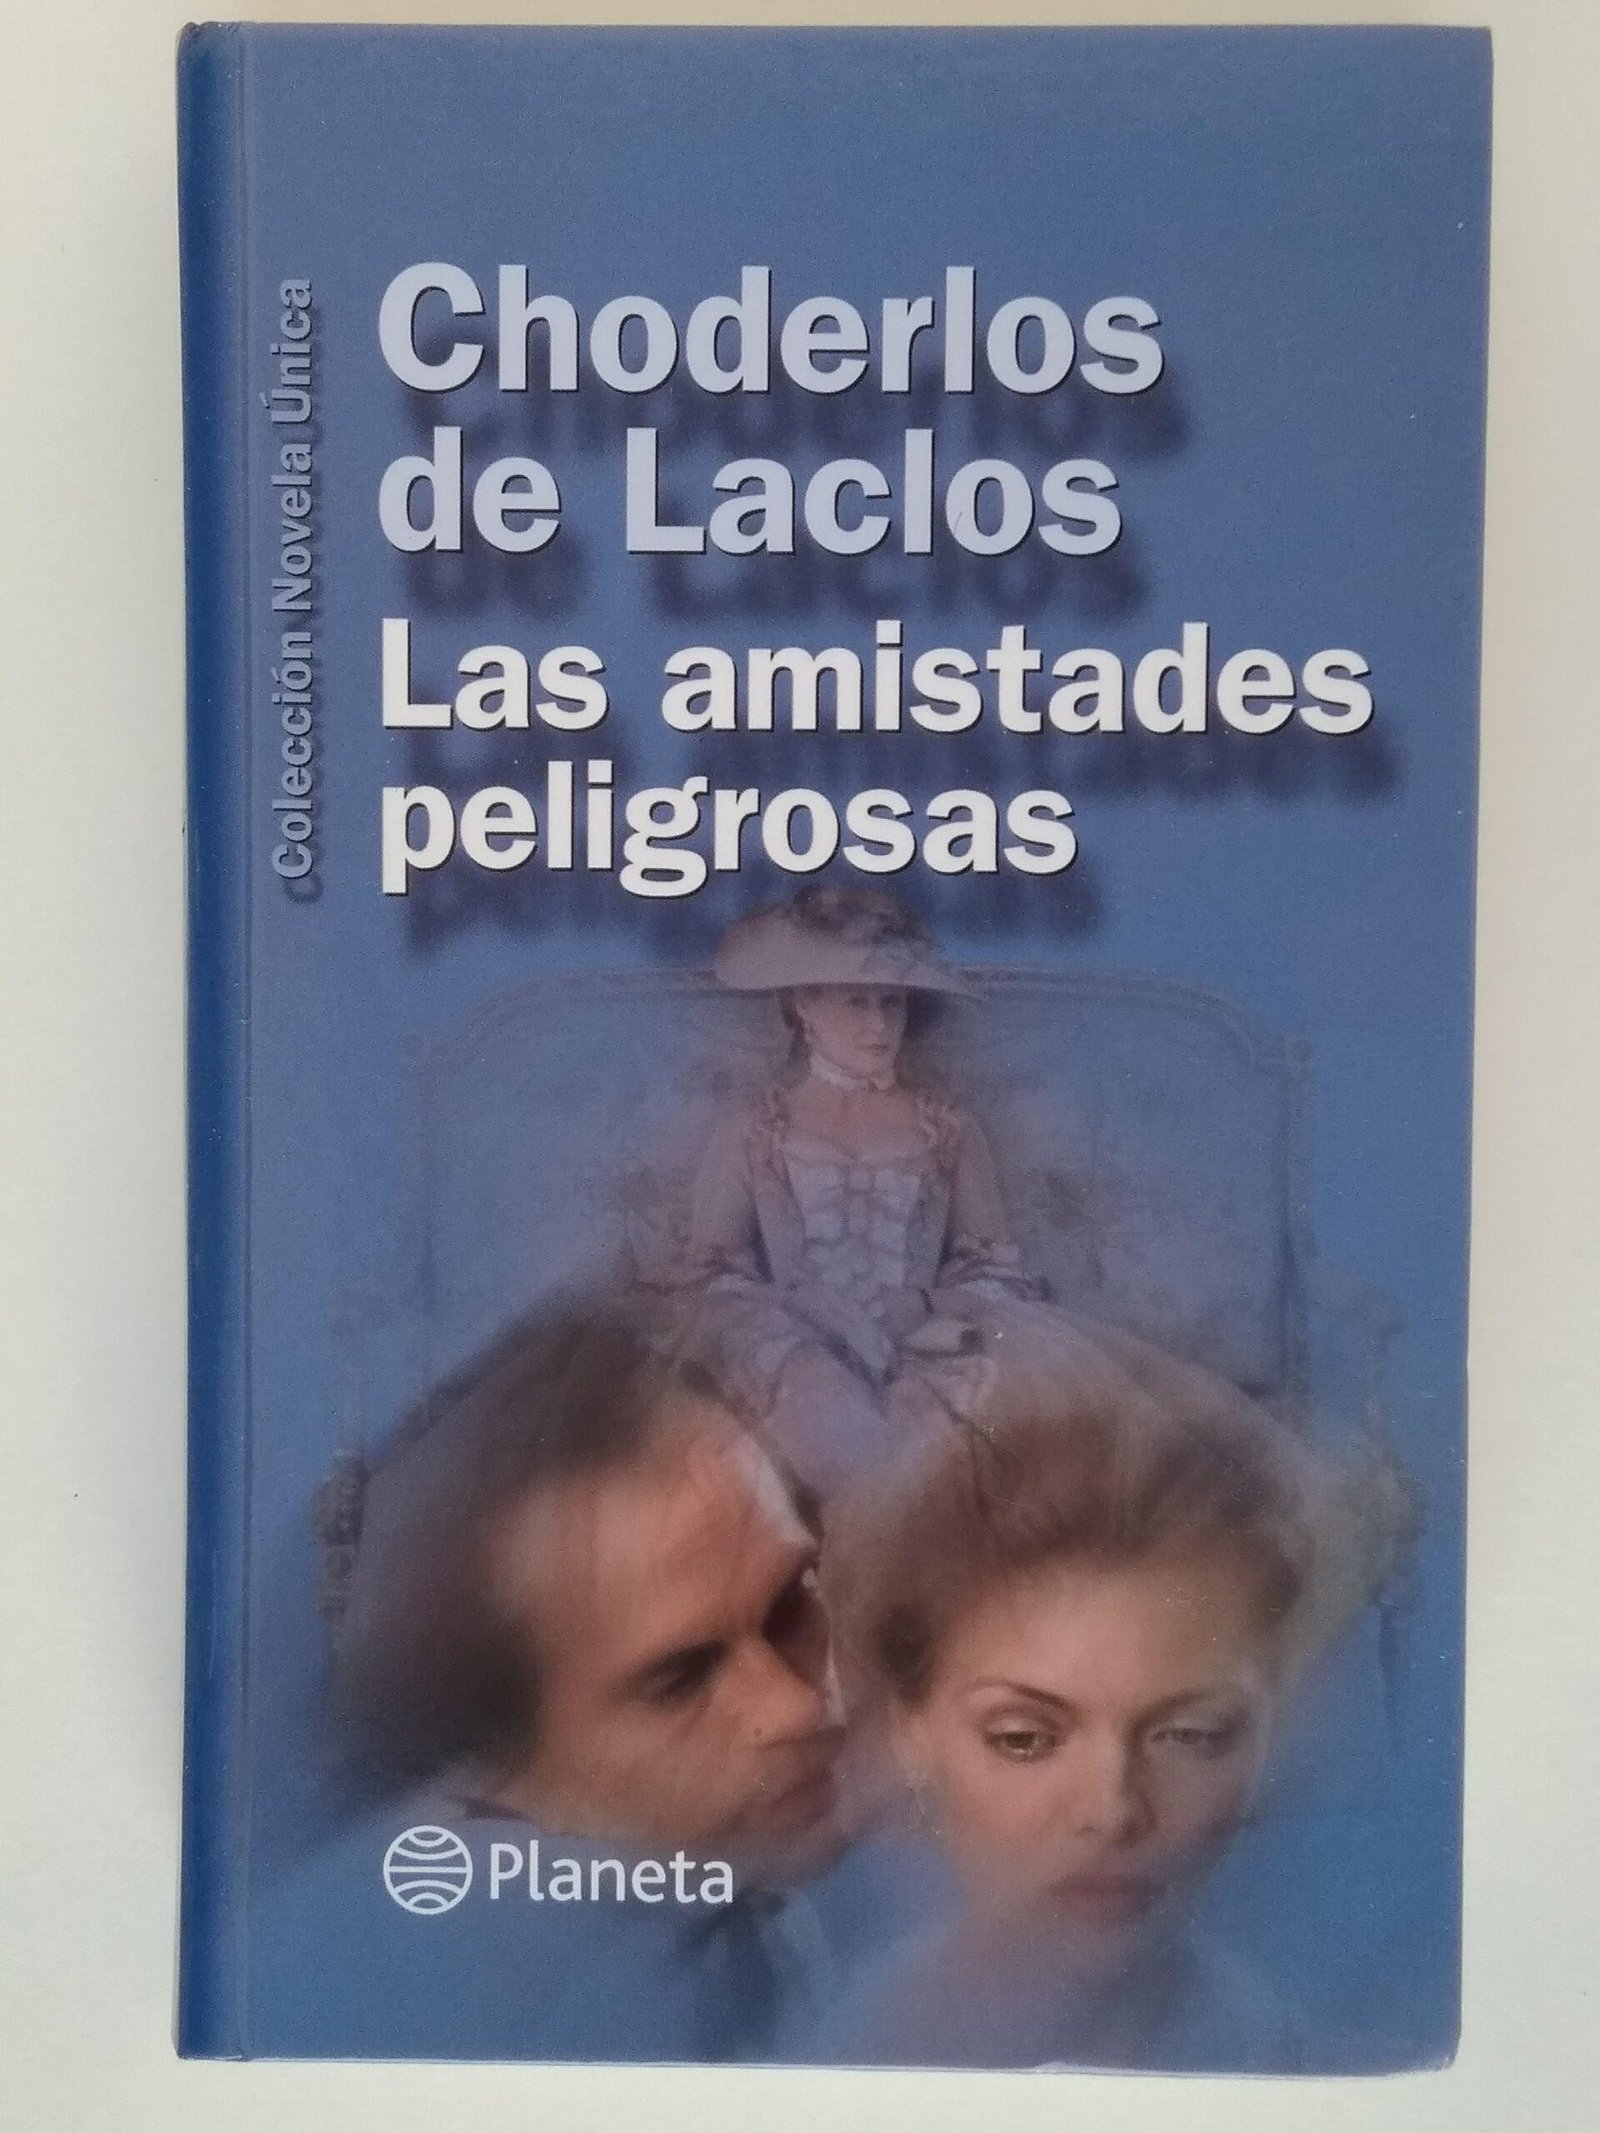 Colección Novela Única
Choderlos
de Laclos
Las amistades
peligrosas
Planeta